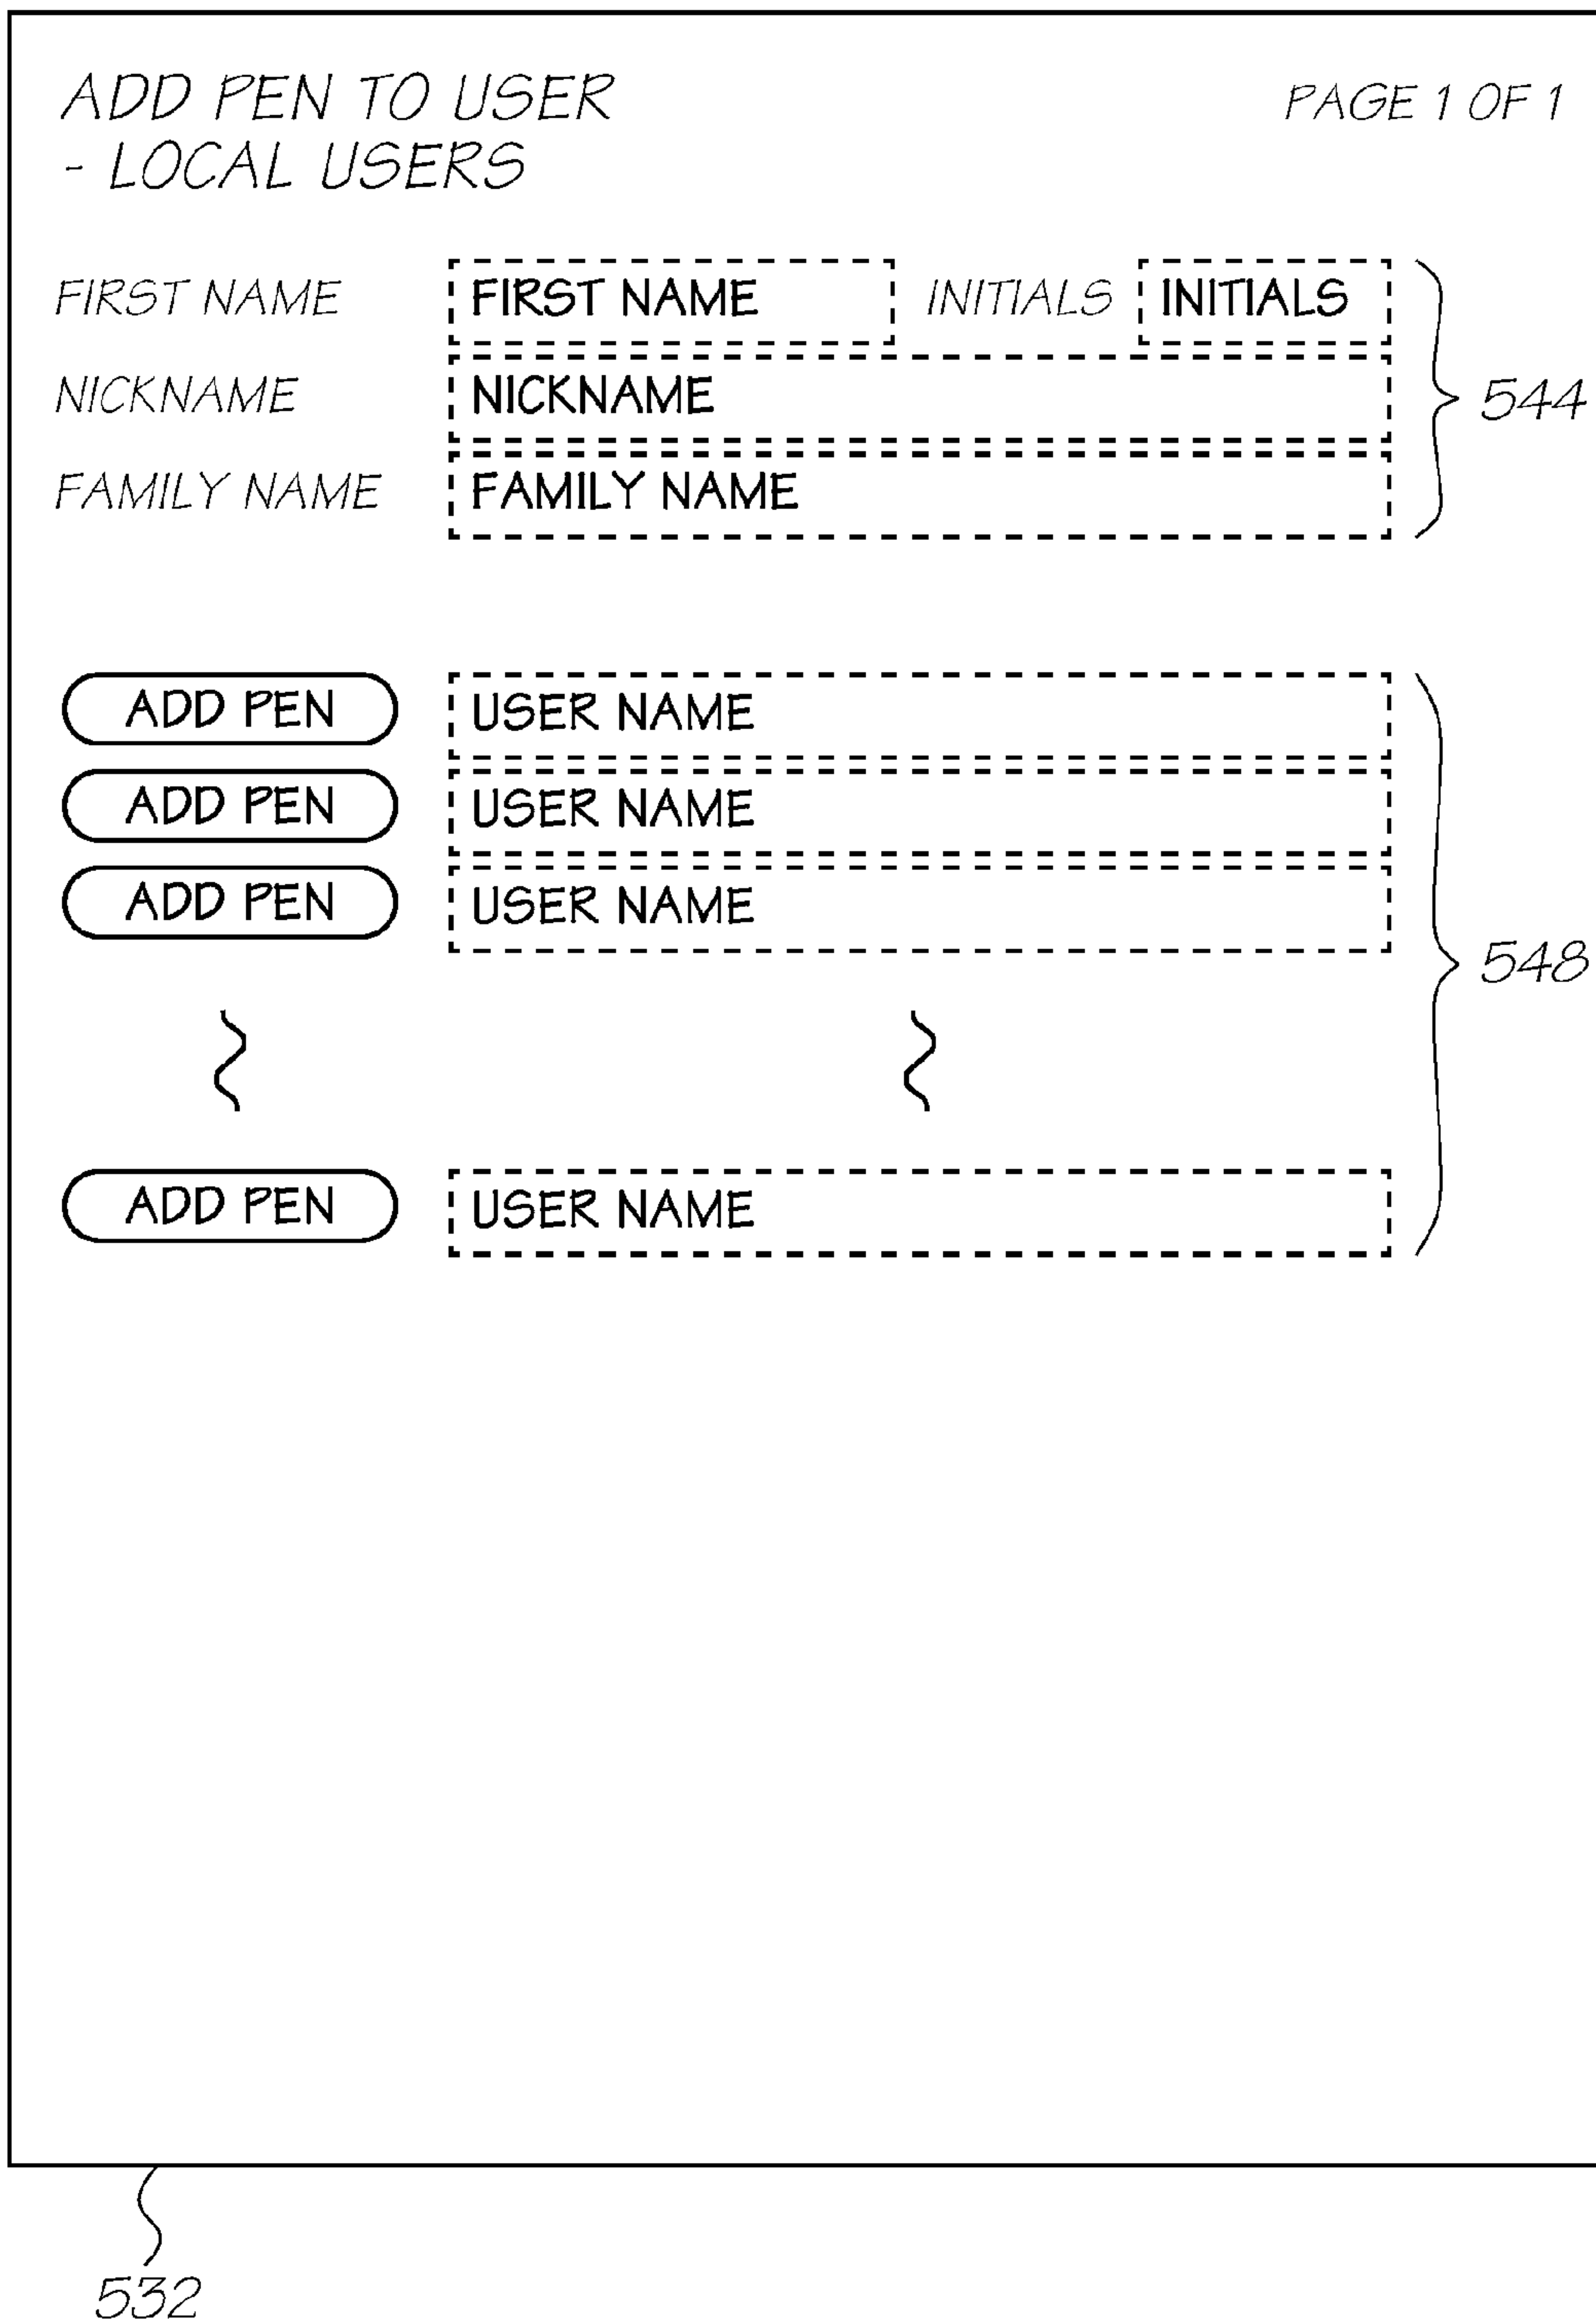 ADD PEN TO USER PAGE 1 OF 1
- LOCAL USERS
FIRST NAME FIRST NAME INITIALS INITIALS
NICKNAME NICKNAME 544
FAMILY NAME FAMILY NAME
ADD PEN USER NAME
ADD PEN USER NAME
ADD PEN USER NAME
548
ADD PEN USER NAME
532